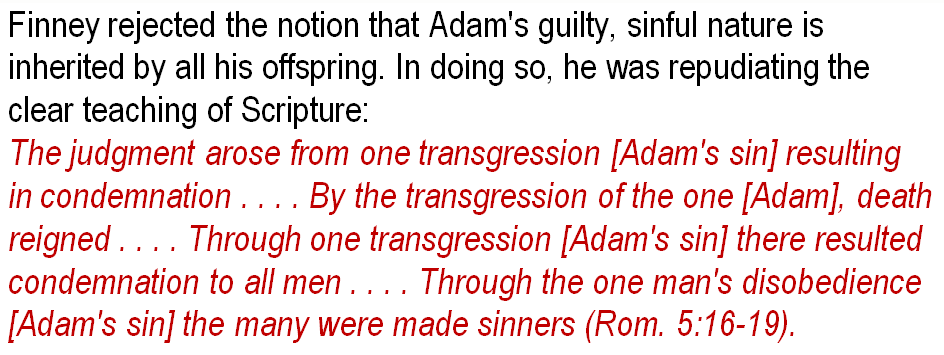 Finney rejected the notion that Adam's guilty, sinful nature is
inherited by all his offspring. In doing so, he was repudiating the
clear teaching of Scripture:
The judgment arose from one transgression [Adam's sin] resulting
in condemnation . . . . By the transgression of the one [Adam], death
reigned . . . . Through one transgression [Adam's sin] there resulted
condemnation to all men . . . . Through the one man's disobedience
[Adam's sin] the many were made sinners (Rom. 5:16-19).